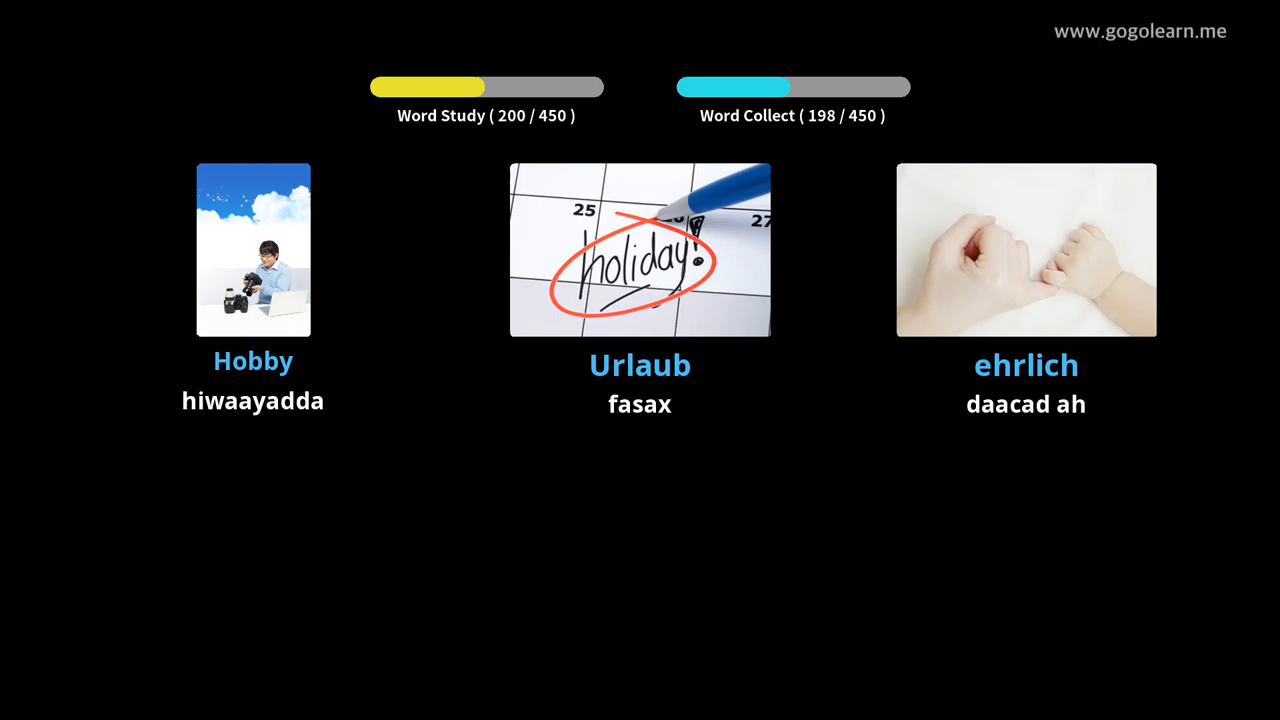 www.gogolearn.me
Word Study ( 200 / 450 )
Word Collect ( 198 / 450 )
25
27
holiday!
Hobby
Urlaub
ehrlich
hiwaayadda
fasax
daacad ah